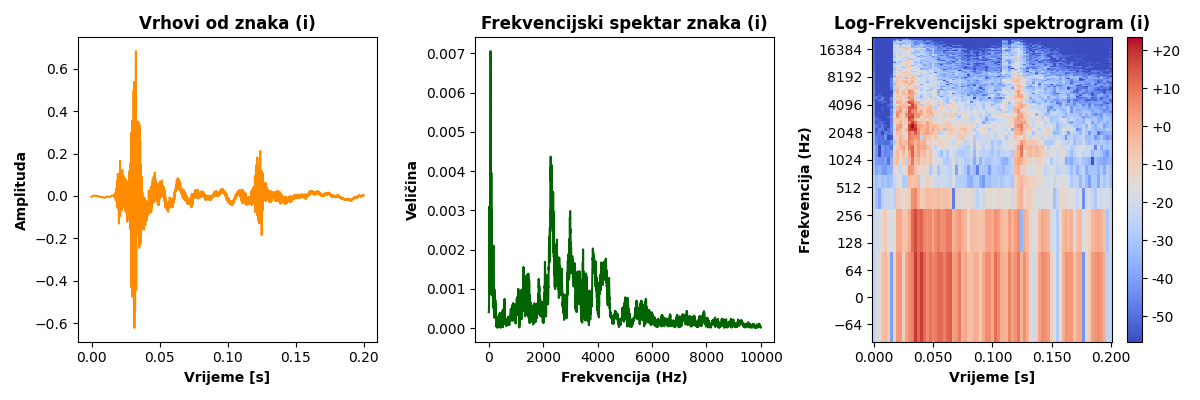 Vrhovi od znaka (i)
Amplituda
0.6
0.4
0.2
0.0
−0.2
−0.4
−0.6
0.00 0.05 0.10 0.15 0.20
Vrijeme [s]
Frekvencijski spektar znaka (i)
Veličina
0.007
0.006
0.005
0.004
0.003
0.002
0.001
0.000
0 2000 4000 6000 8000 10000
Frekvencija (Hz)
Log-Frekvencijski spektrogram (i)
Frekvencija (Hz)
16384
8192
4096
2048
1024
512
256
128
64
0
−64
0.000 0.050 0.100 0.150 0.200
Vrijeme [s]
+20
+10
+0
-10
-20
-30
-40
-50